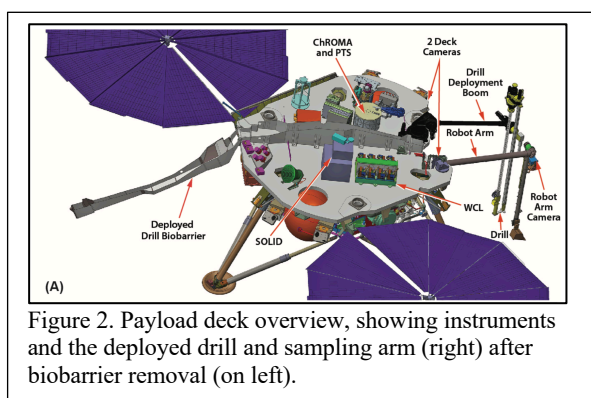 ChRoMA
and PTS
2 Deck
Cameras
Drill
Deployment
Boom
Robot Arm
Deployed
Drill Biobarrier
SOLID
WCL
Drill
Robot
Arm
Camera
(A)
Figure 2. Payload deck overview, showing instruments
and the deployed drill and sampling arm (right) after
biobarrier removal (on left).